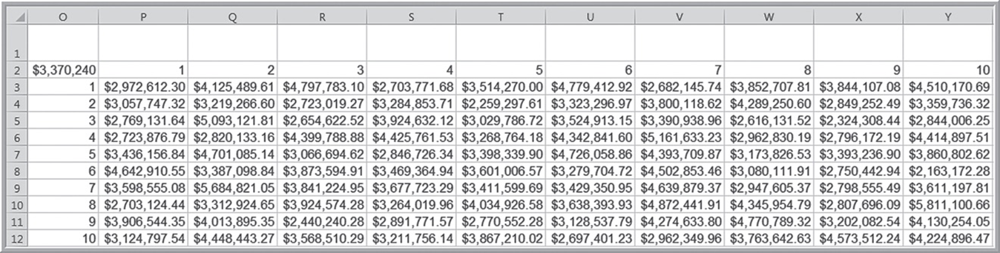 O P Q R S T U V W X Y
1
2 $3,370,240 1 2 3 4 5 6 7 8 9 10
3 1 $2,972,612.30 $4,125,489.61 $4,797,783.10 $2,703,771.68 $3,514,270.00 $4,779,412.92 $2,682,145.74 $3,852,707.81 $3,844,107.08 $4,510,170.69
4 2 $3,057,747.32 $3,219,266.60 $2,723,019.27 $3,284,853.71 $2,259,297.61 $3,323,296.97 $3,800,118.62 $4,289,250.60 $2,849,252.49 $3,359,736.32
5 3 $2,769,131.64 $5,093,121.81 $2,654,622.52 $3,924,632.12 $3,029,786.72 $3,524,913.15 $3,390,938.96 $2,616,131.52 $2,324,308.44 $2,844,006.25
6 4 $2,723,876.79 $2,820,133.16 $4,399,788.88 $4,425,761.53 $3,268,764.18 $4,342,841.60 $5,161,633.23 $2,962,830.19 $2,796,172.19 $4,414,897.51
7 5 $3,436,156.84 $4,701,085.14 $3,066,694.62 $2,846,726.34 $3,398,339.90 $4,726,058.86 $4,393,709.87 $3,173,826.53 $3,393,236.90 $3,860,802.62
8 6 $4,642,910.55 $3,387,098.84 $3,873,594.91 $3,469,364.94 $3,601,006.57 $3,279,704.72 $4,502,853.46 $3,080,111.91 $2,750,442.94 $2,163,172.28
9 7 $3,598,555.08 $5,684,821.05 $3,841,224.95 $3,677,723.29 $3,411,599.69 $3,429,350.95 $4,639,879.37 $2,947,605.37 $2,798,555.49 $3,611,197.81
10 8 $2,703,124.44 $3,312,924.65 $3,924,574.28 $3,264,019.96 $4,034,926.58 $3,638,393.93 $4,872,441.91 $4,345,954.79 $2,807,696.09 $5,811,100.66
11 9 $3,906,544.35 $4,013,895.35 $2,440,240.28 $2,891,771.57 $2,770,552.28 $3,128,537.79 $4,274,633.80 $4,770,789.32 $3,202,082.54 $4,130,254.05
12 10 $3,124,797.54 $4,448,443.27 $3,568,510.29 $3,211,756.14 $3,867,210.02 $2,697,401.23 $2,962,349.96 $3,763,642.63 $4,573,512.24 $4,224,896.47